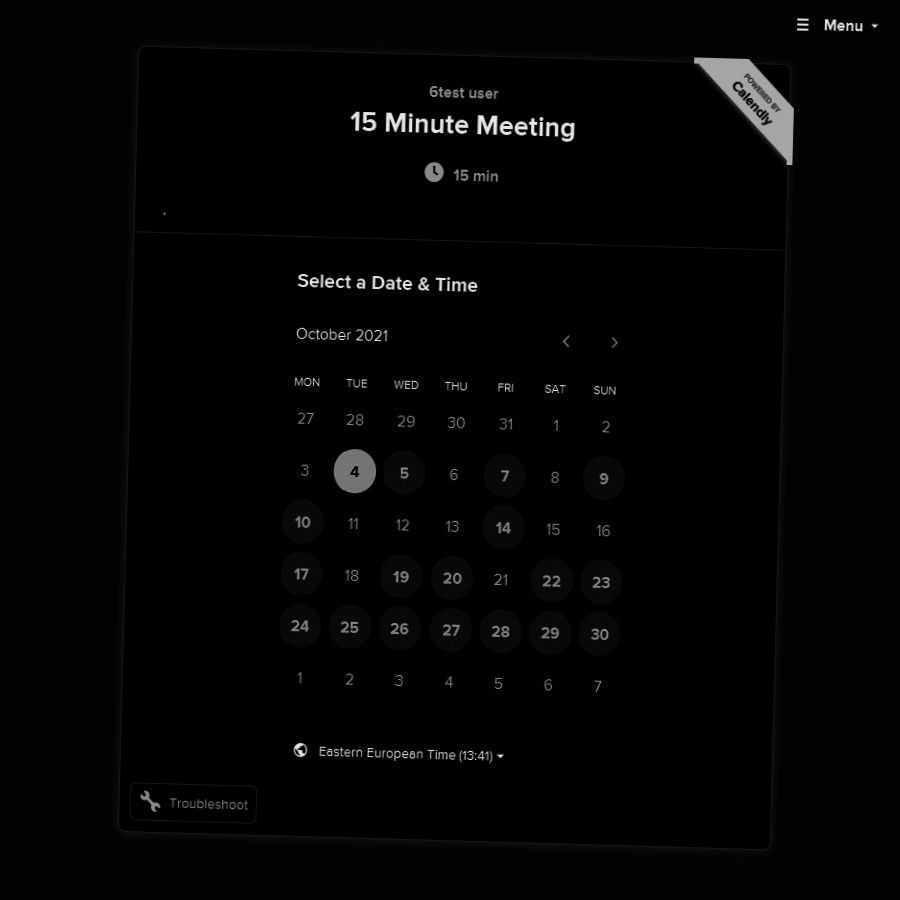 Menu
POWERED BY
Calendly
6test user
15 Minute Meeting
15 min
.
Select a Date & Time
October 2021
MON TUE WED THU FRI SAT SUN
27 28 29 30 31 1 2
3 4 5 6 7 8 9
10 11 12 13 14 15 16
17 18 19 20 21 22 23
24 25 26 27 28 29 30
1 2 3 4 5 6 7
Eastern European Time (13:41)
Troubleshoot